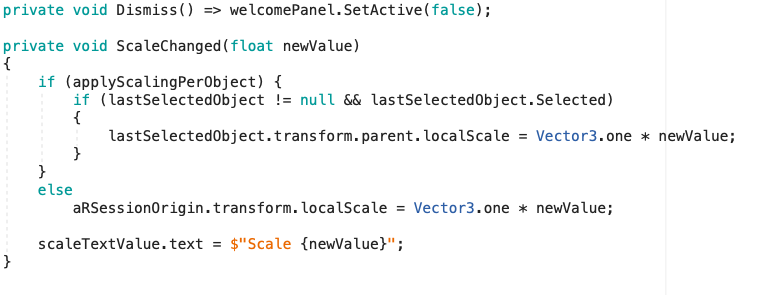 private void Dismiss() => welcomePanel.SetActive(false);
private void ScaleChanged(float newValue)
{
if (applyScalingPerObject) {
if (lastSelectedObject != null && lastSelectedObject.Selected)
{
lastSelectedObject.transform.parent.localScale = Vector3.one * newValue;
}
}
else
aRSessionOrigin.transform.localScale = Vector3.one * newValue;
scaleTextValue.text = $"Scale {newValue}";
}